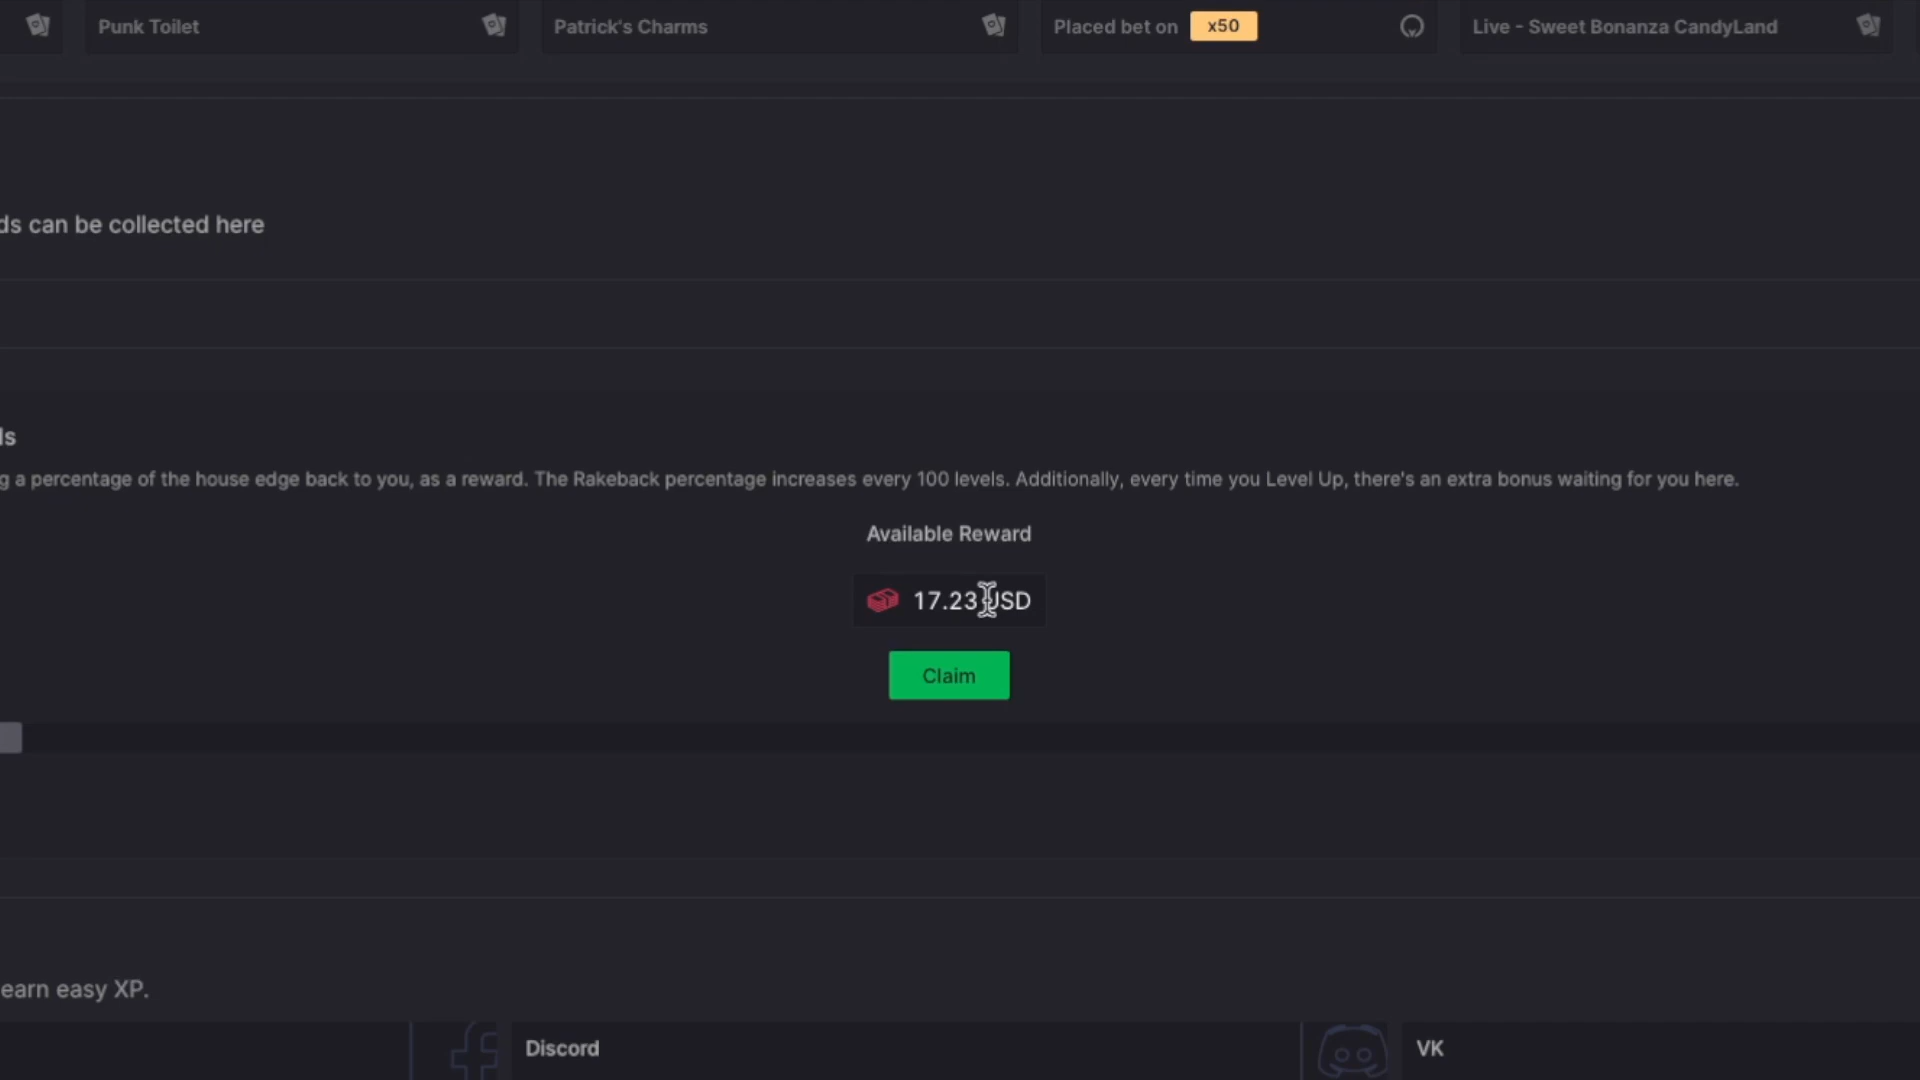 Punk Toilet
Patrick's Charms
Placed bet on x50
Live - Sweet Bonanza CandyLand
can be collected here
a percentage of the house edge back to you, as a reward. The Rakeback percentage increases every 100 levels. Additionally, every time you Level Up, there's an extra bonus waiting for you here.
Available Reward
17.23 USD
Claim
earn easy XP.
Discord
VK